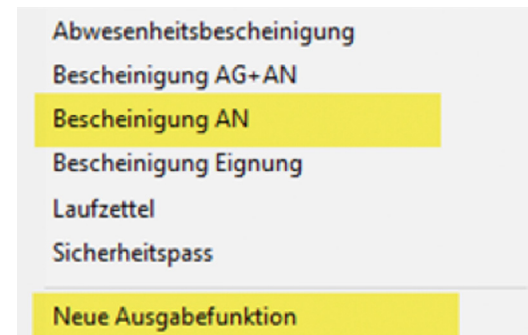 Abwesenheitsbescheinigung
Bescheinigung AG+AN
Bescheinigung AN
Bescheinigung Eignung
Laufzettel
Sicherheitspass
Neue Ausgabefunktion